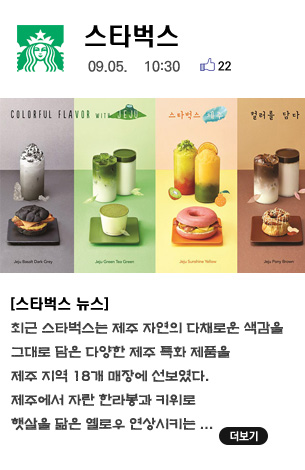 스타벅스
09.05. 10:30 22
COLORFUL FLAVOR WITH JEJU
스타벅스 제주
컬러를 담다
Jeju Beach Dark Gray
Jeju Green Tea Green
Jeju Sunshine Yellow
Jeju Pony Brown
[스타벅스 뉴스]
최근 스타벅스는 제주 자연의 다채로운 색감을
그대로 담은 다양한 제주 특화 제품을
제주 지역 18개 매장에 선보였다.
제주에서 자란 한라봉과 키위로
햇살을 닮은 옐로우 연상시키는 ...
더보기